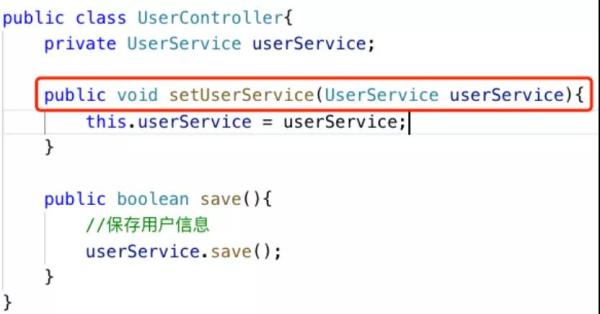 public class UserController{
    private UserService userService;
    public void setUserService(UserService userService){
        this.userService = userService;
    }
    public boolean save(){
        //保存用户信息
        userService.save();
    }
}